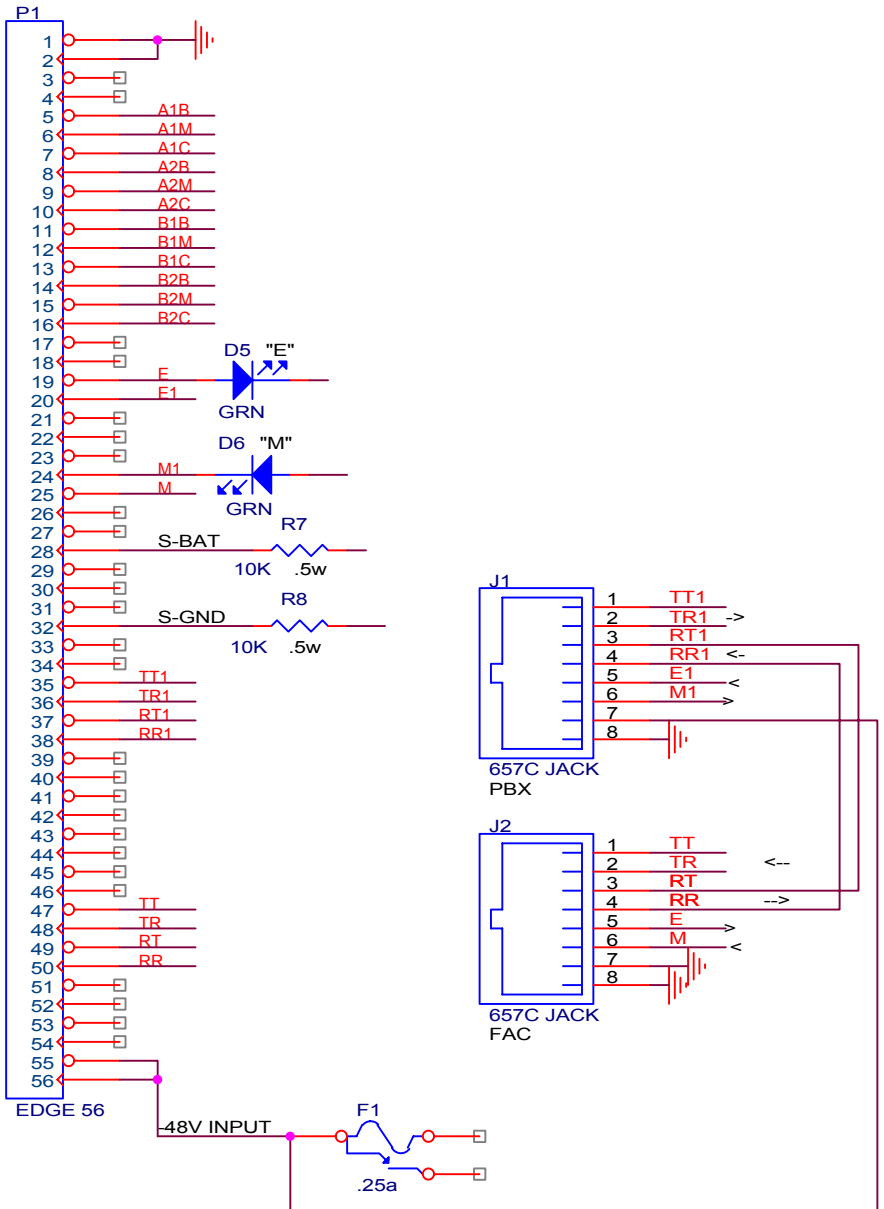 P1
1
2
3
4
5 A1B
6 A1M
7 A1C
8 A2B
9 A2M
10 A2C
11 B1B
12 B1M
13 B1C
14 B2B
15 B2M
16 B2C
17
18
D5 "E"
19 E
20 E1
GRN
21
22
23
D6 "M"
24 M1
25 M
GRN
26
27
R7
28 S-BAT
10K .5w
29
30
31
R8
32 S-GND
10K .5w
33
34
35 TT1
36 TR1
37 RT1
38 RR1
39
40
41
42
43
44
45
46
47 TT
48 TR
49 RT
50 RR
51
52
53
54
55
56
EDGE 56
-48V INPUT
F1
.25a
J1
1 TT1
2 TR1 ->
3 RT1
4 RR1 <-
5 E1 <
6 M1 >
7
8
657C JACK
PBX
J2
1 TT
2 TR <--
3 RT
4 RR -->
5 E >
6 M <
7
8
657C JACK
FAC